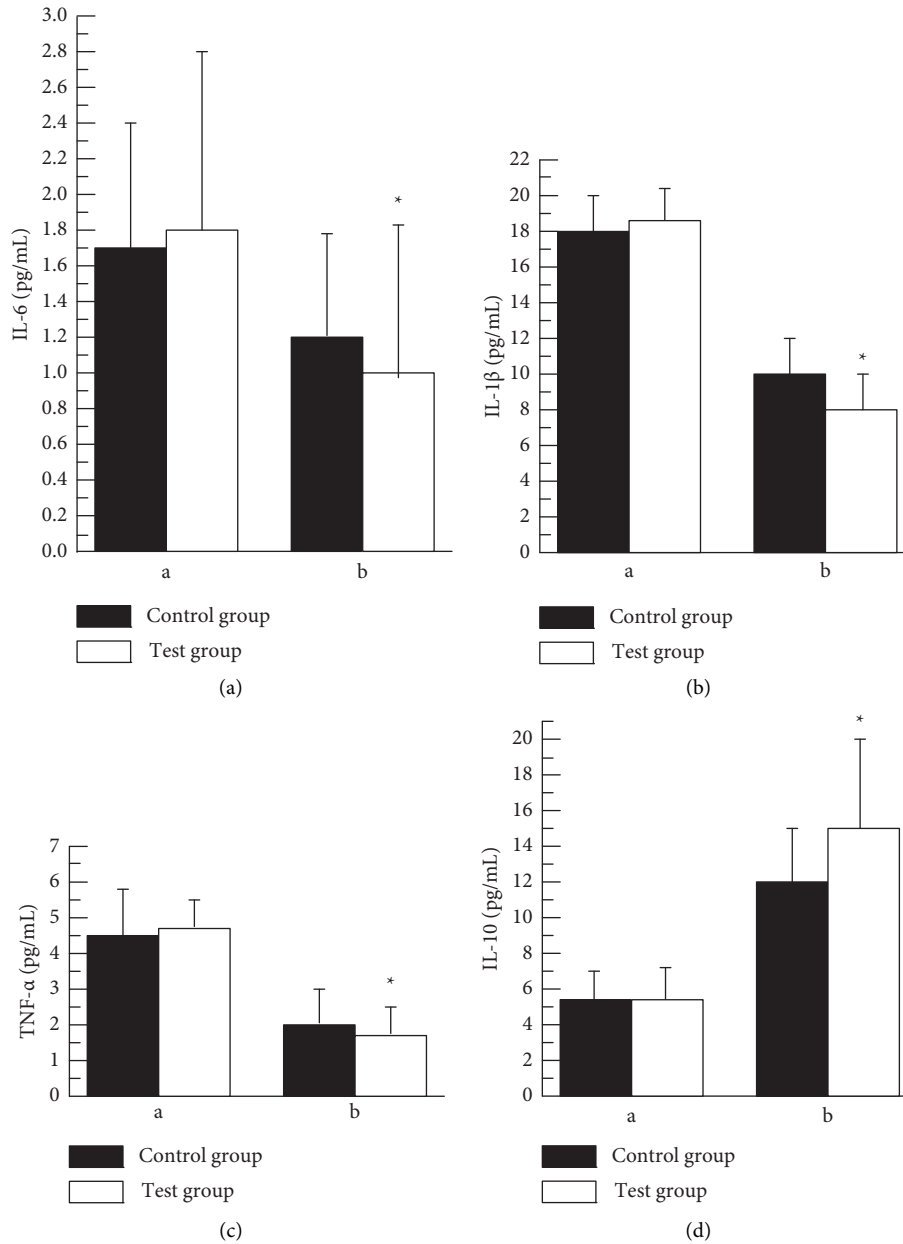 3.0
2.8
2.6
2.4
2.2
2.0
1.8
1.6
1.4
1.2
1.0
0.8
0.6
0.4
0.2
0.0
IL-6 (pg/mL)
*
a b
Control group
Test group
(a)
22
20
18
16
14
12
10
8
6
4
2
0
IL-1β (pg/mL)
*
a b
Control group
Test group
(b)
7
6
5
4
3
2
1
0
TNF-α (pg/mL)
*
a b
Control group
Test group
(c)
20
18
16
14
12
10
8
6
4
2
0
IL-10 (pg/mL)
*
a b
Control group
Test group
(d)